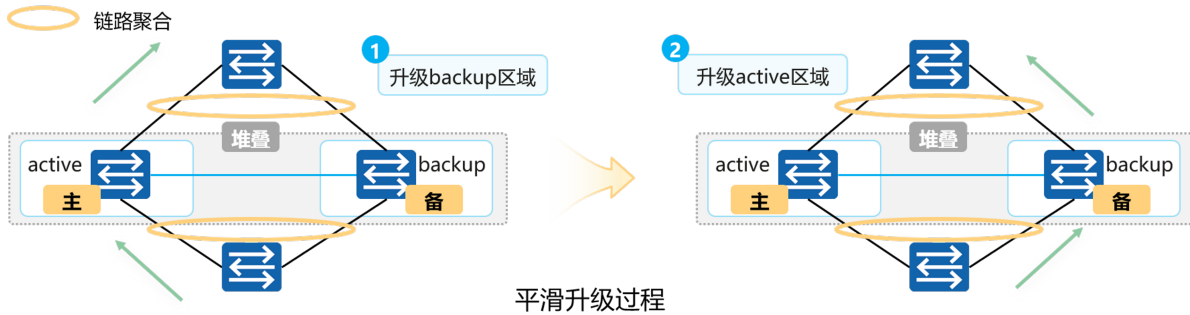 链路聚合
1
升级backup区域
堆叠
active
backup
主
备
2
升级active区域
堆叠
active
backup
主
备
平滑升级过程